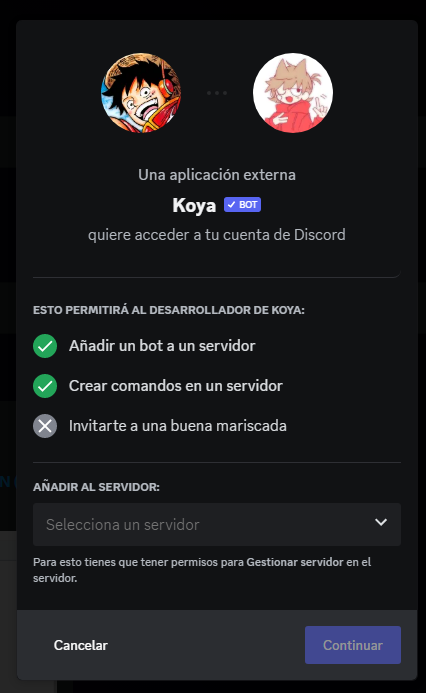 Una aplicación externa
Koya ✓ BOT
quiere acceder a tu cuenta de Discord
ESTO PERMITIRÁ AL DESARROLLADOR DE KOYA:
Añadir un bot a un servidor
Crear comandos en un servidor
Invitarte a una buena mariscada
AÑADIR AL SERVIDOR:
Selecciona un servidor
Para esto tienes que tener permisos para Gestionar servidor en el
servidor.
Cancelar
Continuar